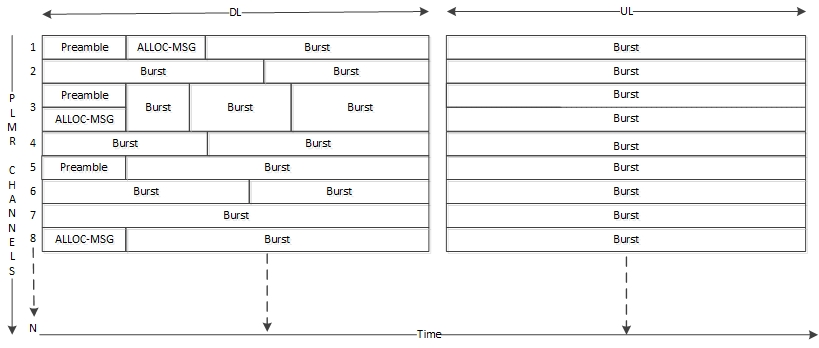 DL UL
1 Preamble ALLOC-MSG Burst Burst
2 Burst Burst Burst
3 Preamble Burst Burst Burst Burst
ALLOC-MSG Burst
4 Burst Burst Burst
5 Preamble Burst Burst
6 Burst Burst Burst
7 Burst Burst
8 ALLOC-MSG Burst Burst
PLMR CHANNELS
N
Time